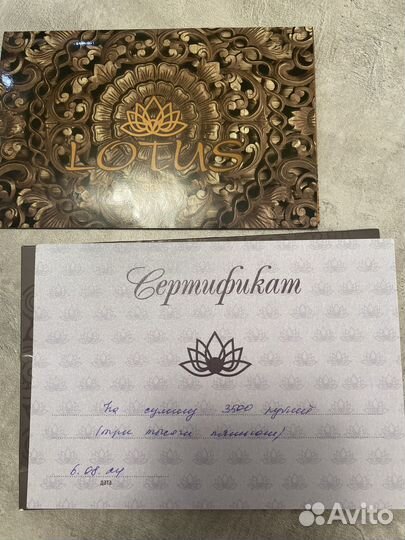 LOTUS
Сертификат
На сумму 3500 рублей
(три тысячи пятьсот)
6.08.24
дата
Avito